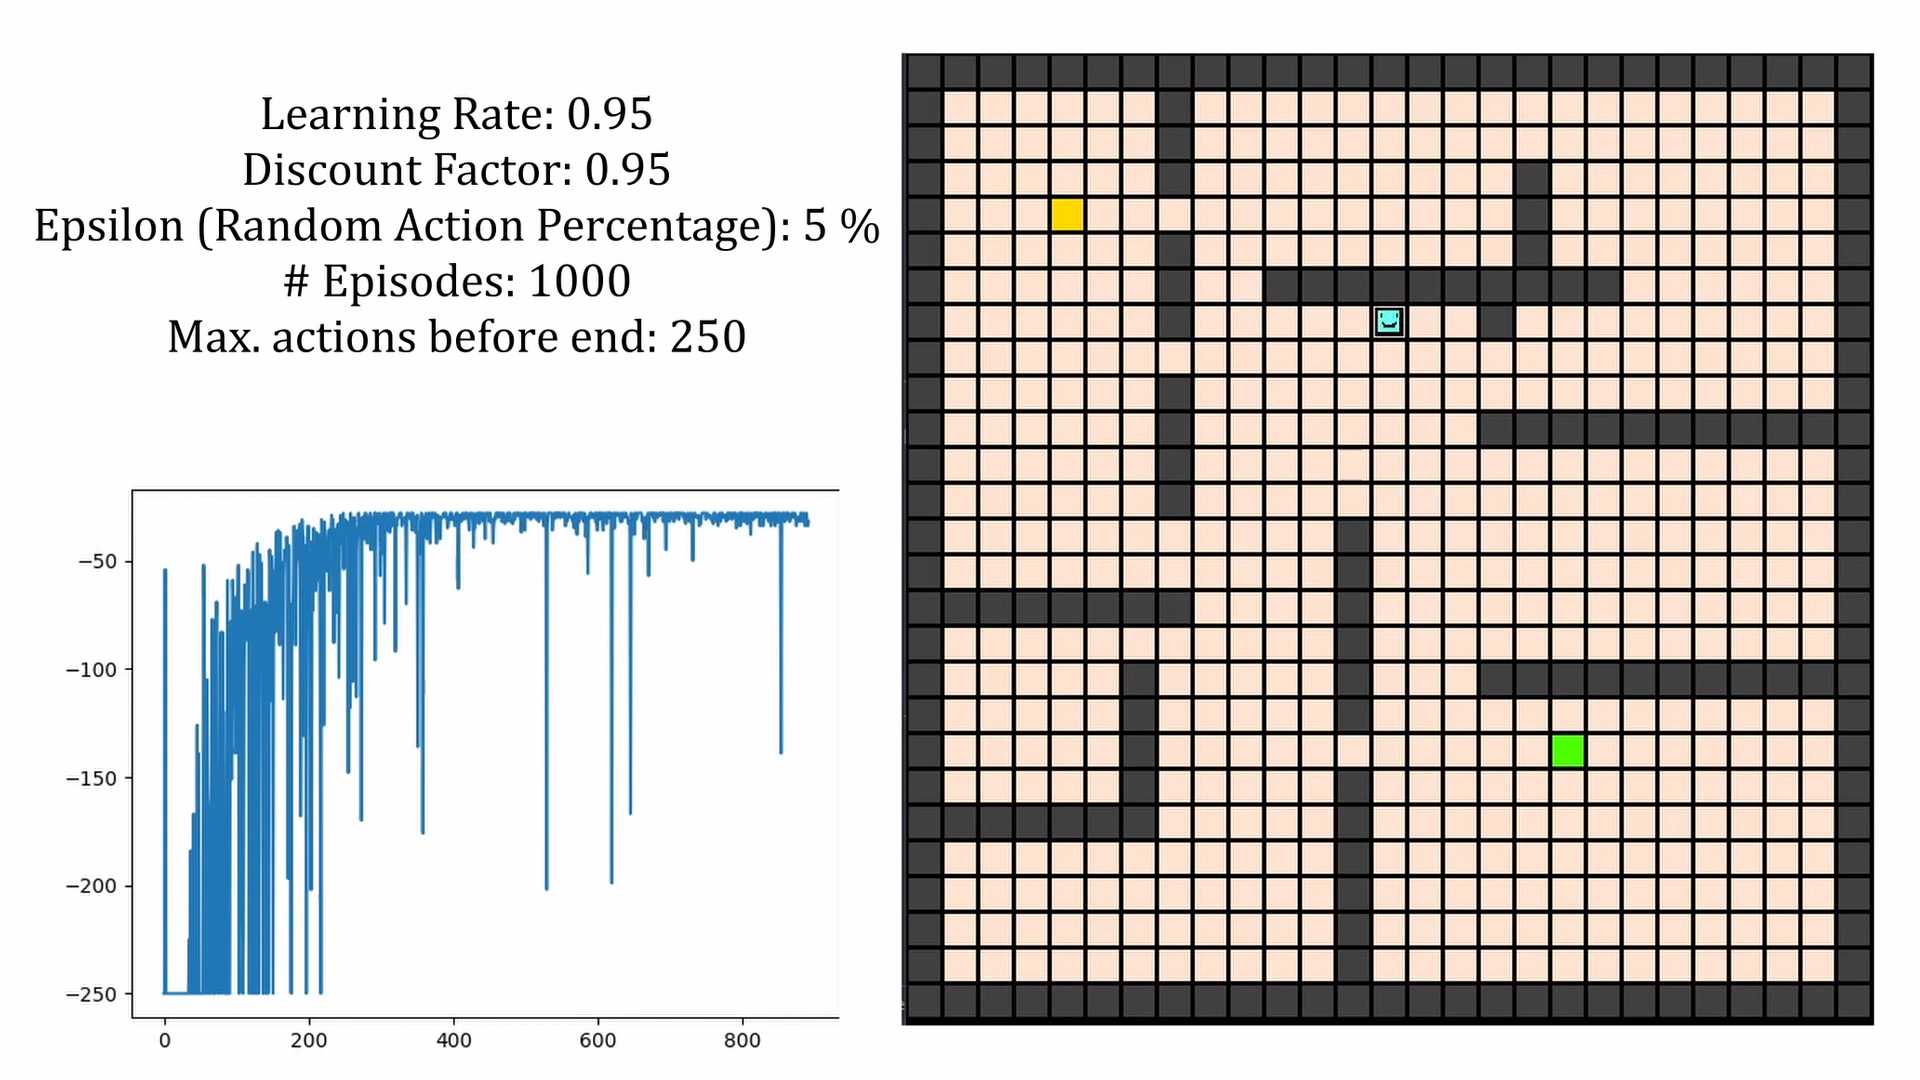 Learning Rate: 0.95
Discount Factor: 0.95
Epsilon (Random Action Percentage): 5 %
# Episodes: 1000
Max. actions before end: 250
−50
−100
−150
−200
−250
0 200 400 600 800